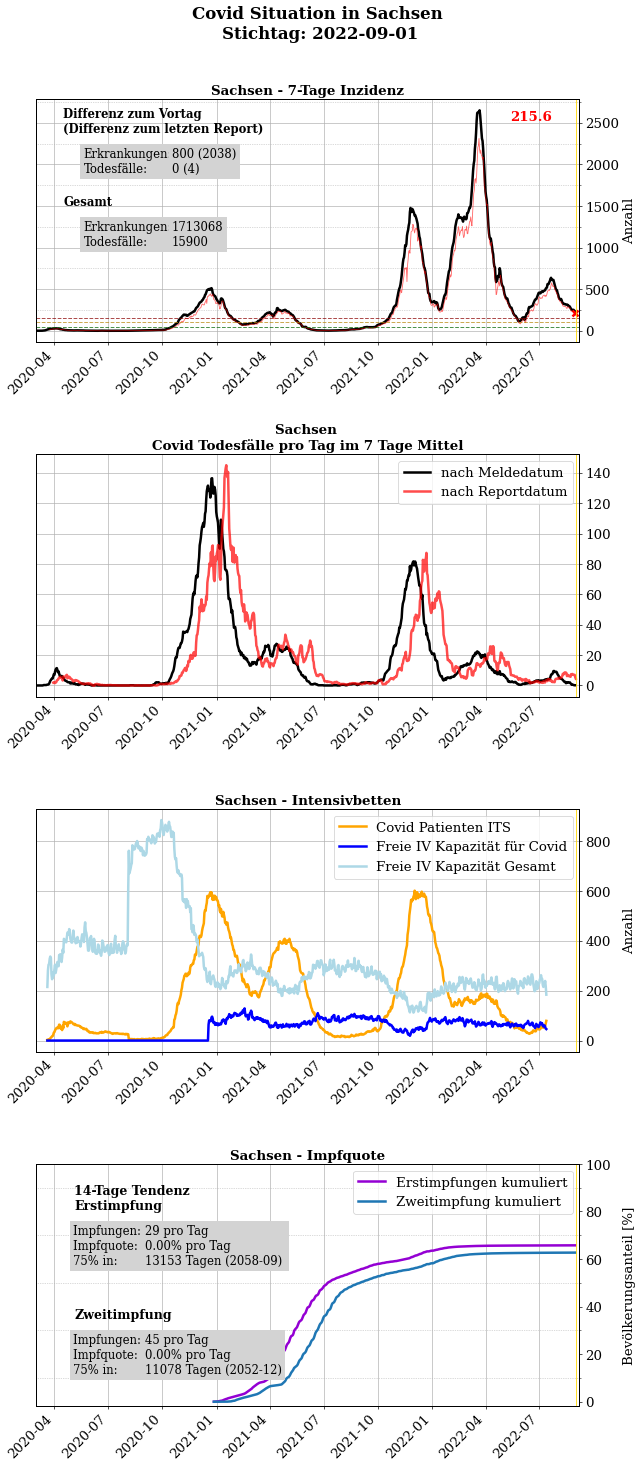 Covid Situation in Sachsen
Stichtag: 2022-09-01
Sachsen - 7-Tage Inzidenz
Differenz zum Vortag
(Differenz zum letzten Report)
Erkrankungen 800 (2038)
Todesfälle: 0 (4)
Gesamt
Erkrankungen 1713068
Todesfälle: 15900
215.6
2500
2000
1500
1000
500
0
Anzahl
2020-04
2020-07
2020-10
2021-01
2021-04
2021-07
2021-10
2022-01
2022-04
2022-07
Sachsen
Covid Todesfälle pro Tag im 7 Tage Mittel
nach Meldedatum
nach Reportdatum
140
120
100
80
60
40
20
0
2020-04
2020-07
2020-10
2021-01
2021-04
2021-07
2021-10
2022-01
2022-04
2022-07
Sachsen - Intensivbetten
Covid Patienten ITS
Freie IV Kapazität für Covid
Freie IV Kapazität Gesamt
800
600
400
200
0
Anzahl
2020-04
2020-07
2020-10
2021-01
2021-04
2021-07
2021-10
2022-01
2022-04
2022-07
Sachsen - Impfquote
14-Tage Tendenz
Erstimpfung
Impfungen: 29 pro Tag
Impfquote: 0.00% pro Tag
75% in: 13153 Tagen (2058-09)
Zweitimpfung
Impfungen: 45 pro Tag
Impfquote: 0.00% pro Tag
75% in: 11078 Tagen (2052-12)
Erstimpfungen kumuliert
Zweitimpfung kumuliert
100
80
60
40
20
0
Bevölkerungsanteil [%]
2020-04
2020-07
2020-10
2021-01
2021-04
2021-07
2021-10
2022-01
2022-04
2022-07